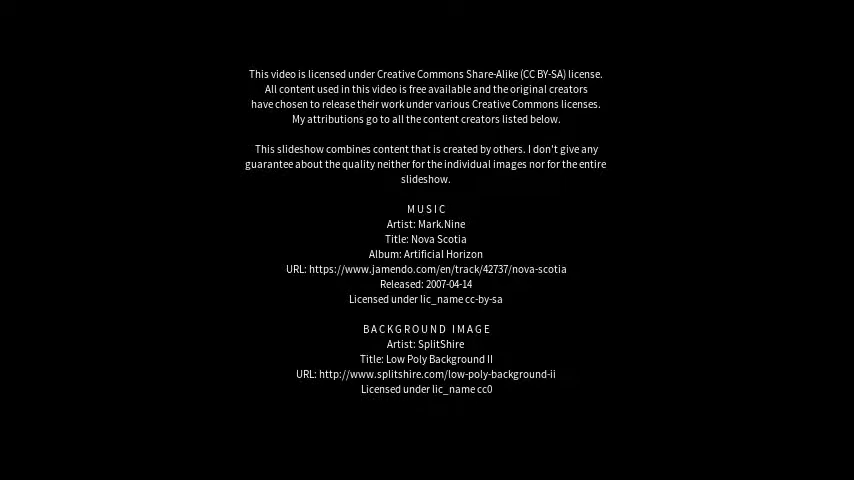 This video is licensed under Creative Commons Share-Alike (CC BY-SA) license.
All content used in this video is free available and the original creators
have chosen to release their work under various Creative Commons licenses.
My attributions go to all the content creators listed below.
This slideshow combines content that is created by others. I don't give any
guarantee about the quality neither for the individual images nor for the entire
slideshow.
MUSIC
Artist: Mark.Nine
Title: Nova Scotia
Album: Artificial Horizon
URL: https://www.jamendo.com/en/track/42737/nova-scotia
Released: 2007-04-14
Licensed under lic_name cc-by-sa
BACKGROUND IMAGE
Artist: SplitShire
Title: Low Poly Background II
URL: http://www.splitshire.com/low-poly-background-ii
Licensed under lic_name cc0